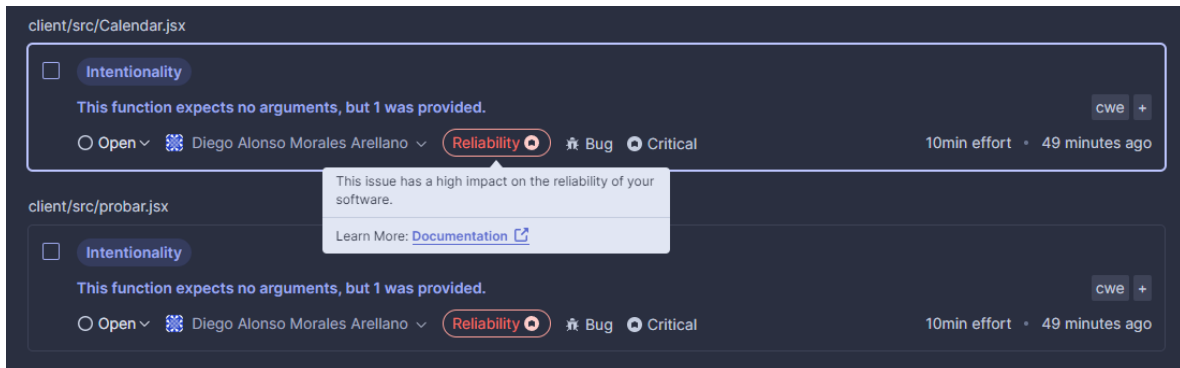 client/src/Calendar.jsx
Intentionality
This function expects no arguments, but 1 was provided.
cwe +
Open Diego Alonso Morales Arellano Reliability Bug Critical 10min effort • 49 minutes ago
This issue has a high impact on the reliability of your
software.
Learn More: Documentation
client/src/probar.jsx
Intentionality
This function expects no arguments, but 1 was provided.
cwe +
Open Diego Alonso Morales Arellano Reliability Bug Critical 10min effort • 49 minutes ago